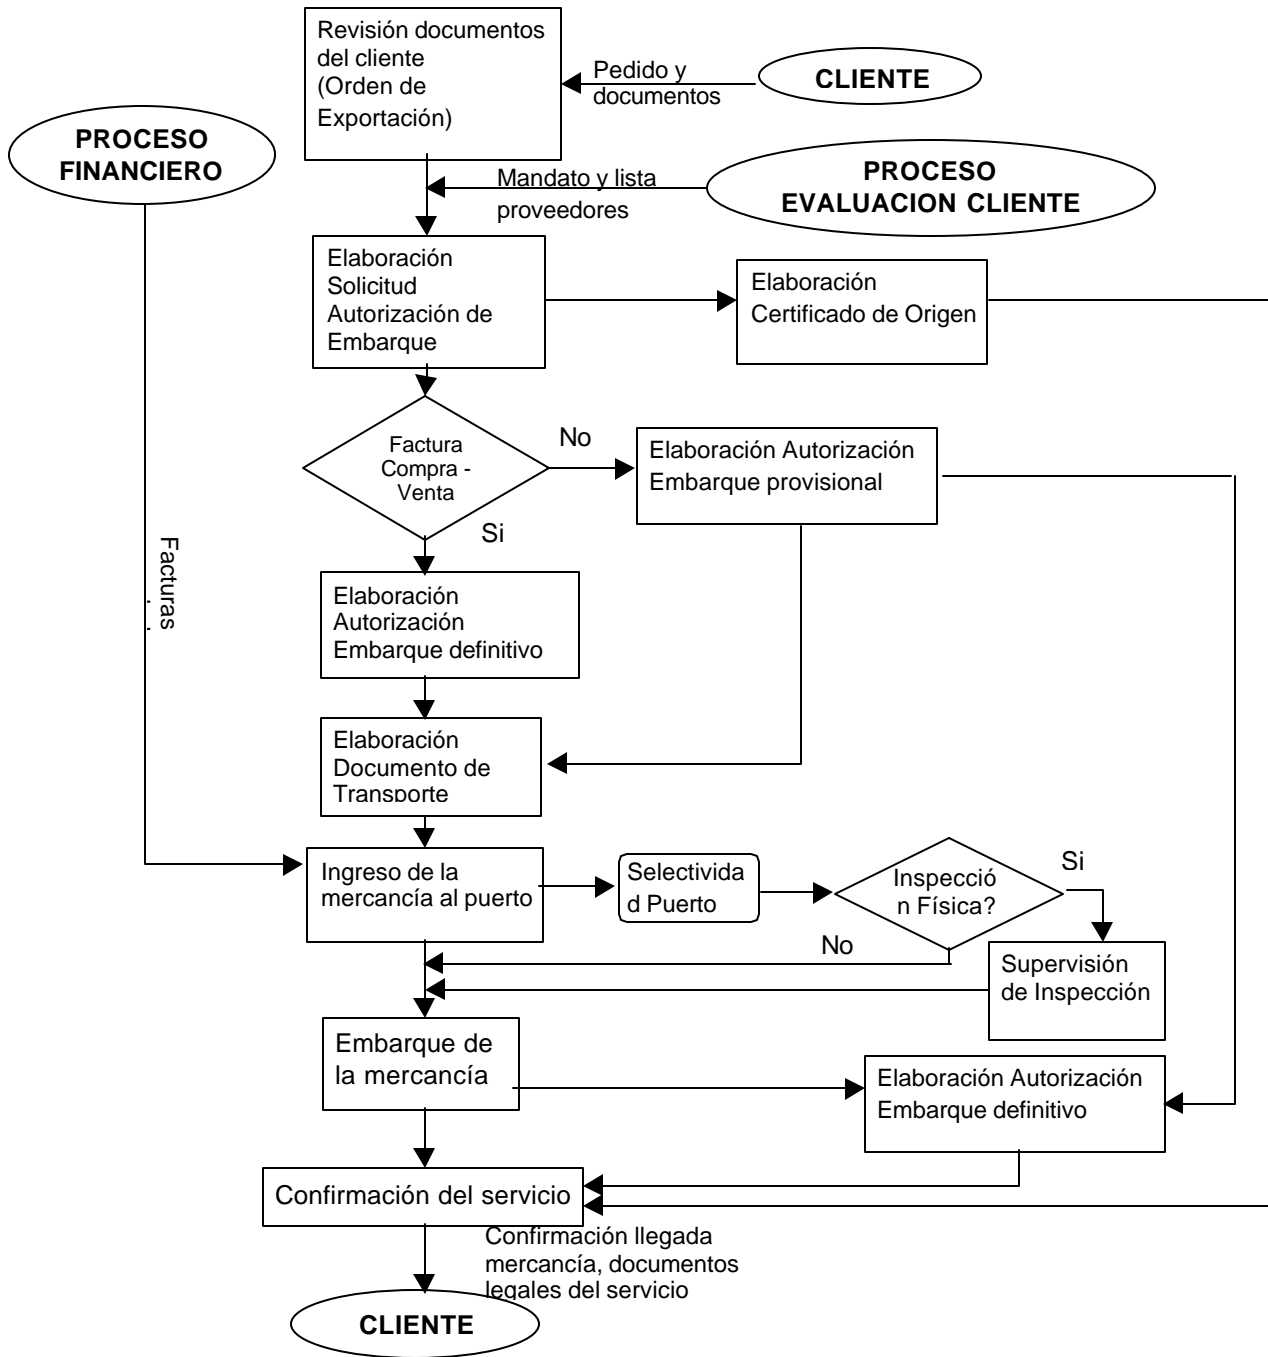 Revisión documentos
del cliente
(Orden de
Exportación)
Pedido y
documentos
CLIENTE
PROCESO
FINANCIERO
Mandato y lista
proveedores
PROCESO
EVALUACION CLIENTE
Elaboración
Solicitud
Autorización de
Embarque
Elaboración
Certificado de Origen
Factura
Compra -
Venta
No
Elaboración Autorización
Embarque provisional
Si
Facturas
Elaboración
Autorización
Embarque definitivo
Elaboración
Documento de
Transporte
Ingreso de la
mercancía al puerto
Selectivida
d Puerto
Inspecció
n Física?
Si
No
Supervisión
de Inspección
Embarque de
la mercancía
Elaboración Autorización
Embarque definitivo
Confirmación del servicio
Confirmación llegada
mercancía, documentos
legales del servicio
CLIENTE